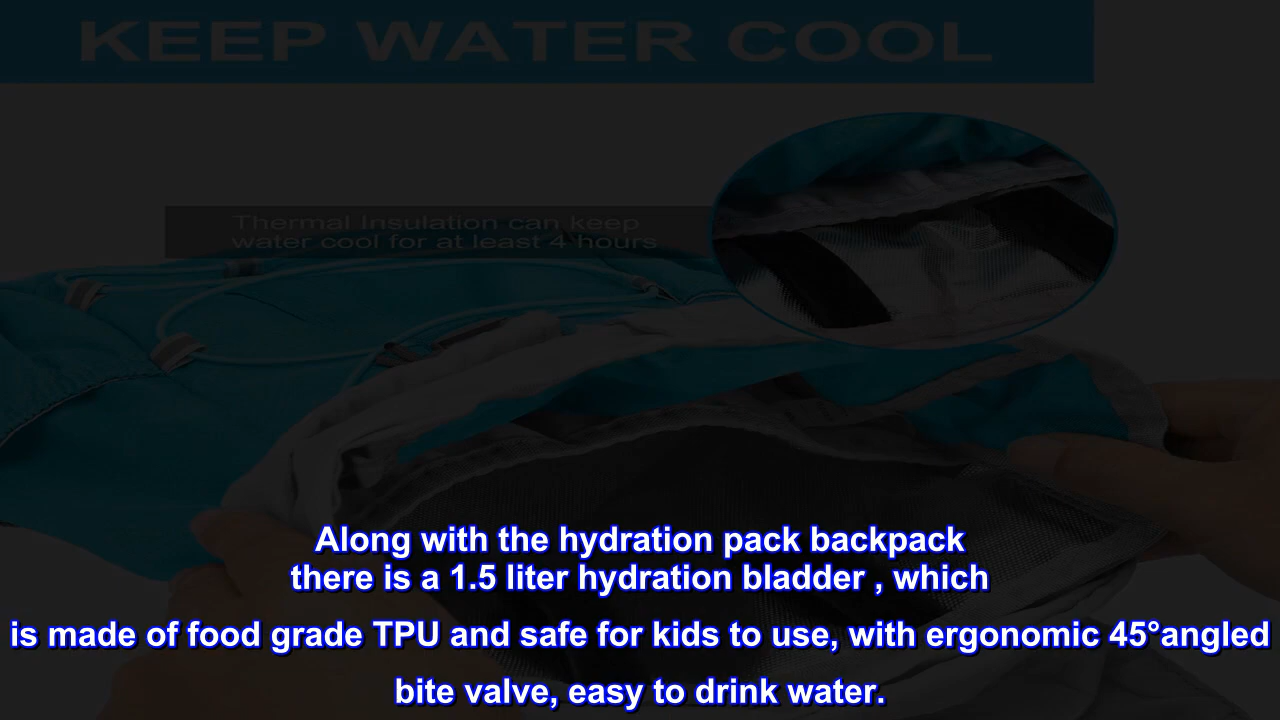 KEEP WATER COOL
Thermal Insulation can keep
water cool for at least 4 hours
Along with the hydration pack backpack
there is a 1.5 liter hydration bladder , which
is made of food grade TPU and safe for kids to use, with ergonomic 45°angled
bite valve, easy to drink water.